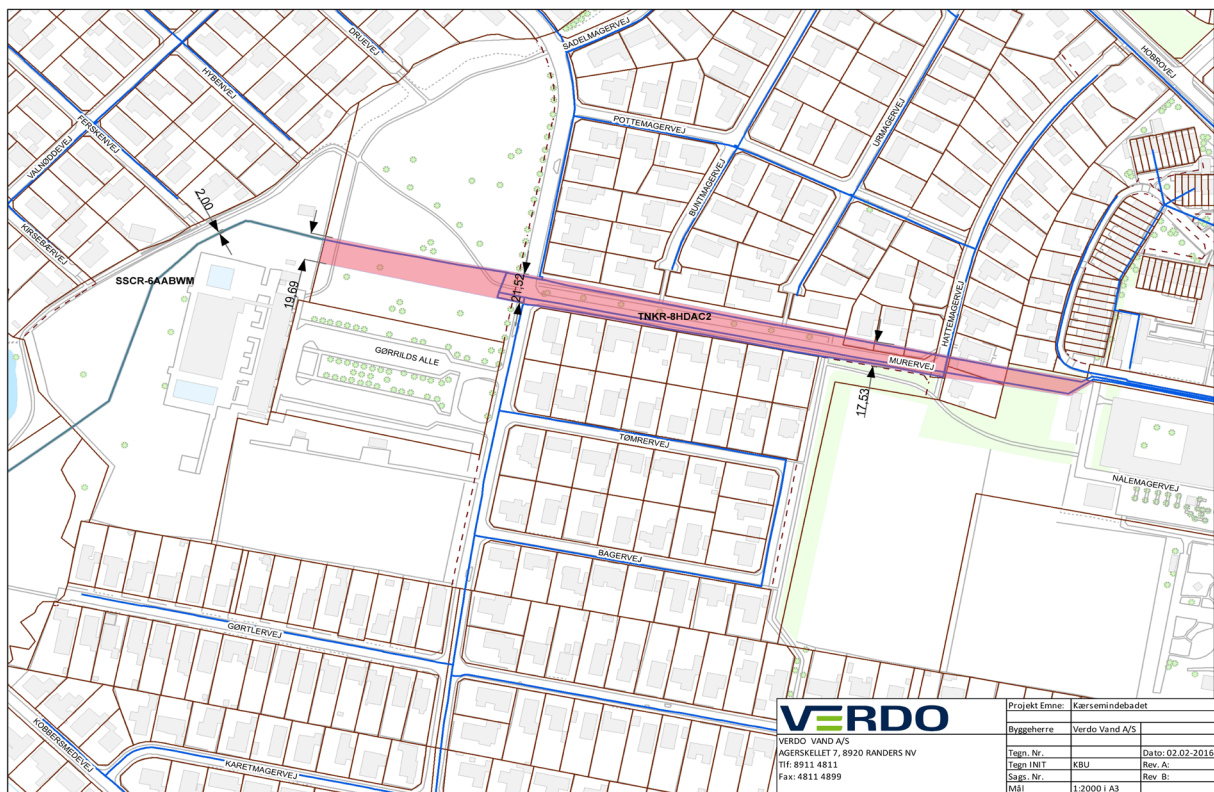 DRUEVEJ
SADELMAGERVEJ
HOBROVEJ
HYBENVEJ
FERSKENVEJ
POTTEMAGERVEJ
URMAGERVEJ
VALNØDDEVEJ
BUNTMAGERVEJ
2,00
KIRSEBÆRVEJ
SSCR-6AABWM
19,69
21,52
TNKR-8HDAC2
HATTEMAGERVEJ
GØRRILDS ALLE
MURERVEJ
17,53
TØMRERVEJ
NÅLEMAGERVEJ
BAGERVEJ
GØRTLERVEJ
KOBBERSMEDEVEJ
KARETMAGERVEJ
VERDO
VERDO VAND A/S
AGERSKELLET 7, 8920 RANDERS NV
Tlf: 8911 4811
Fax: 4811 4899
Projekt Emne: Kærsemindebadet
Byggeherre Verdo Vand A/S
Tegn. Nr. Dato: 02.02-2016
Tegn INIT KBU Rev. A:
Sags. Nr. Rev B:
Mål 1:2000 i A3